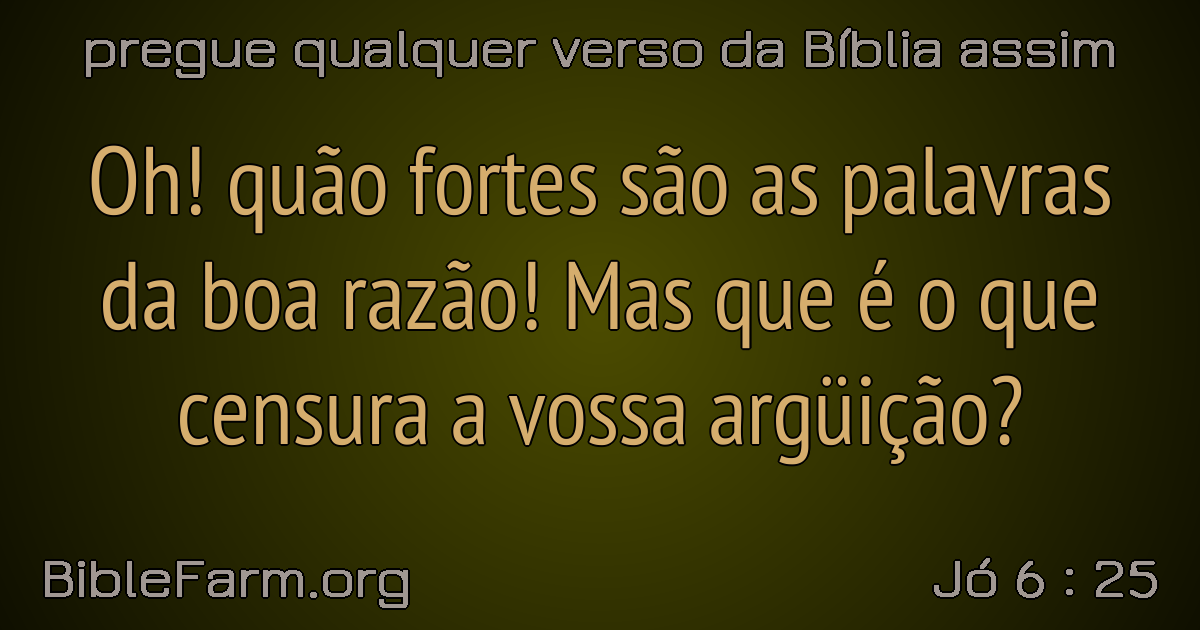 pregue qualquer verso da Bíblia assim
Oh! quão fortes são as palavras
da boa razão! Mas que é o que
censura a vossa argüição?
BibleFarm.org
Jó 6 : 25